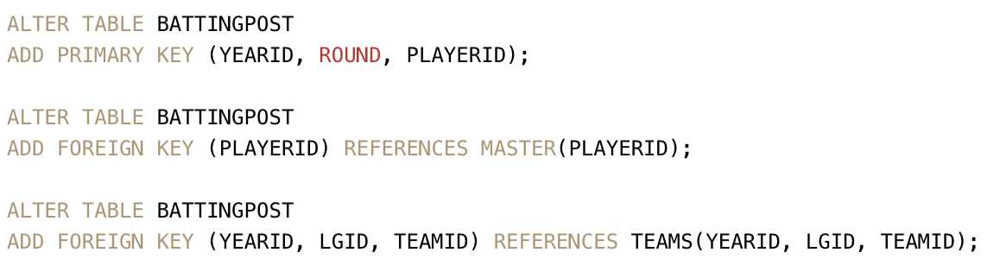 ALTER TABLE BATTINGPOST
ADD PRIMARY KEY (YEARID, ROUND, PLAYERID);
ALTER TABLE BATTINGPOST
ADD FOREIGN KEY (PLAYERID) REFERENCES MASTER(PLAYERID);
ALTER TABLE BATTINGPOST
ADD FOREIGN KEY (YEARID, LGID, TEAMID) REFERENCES TEAMS(YEARID, LGID, TEAMID);